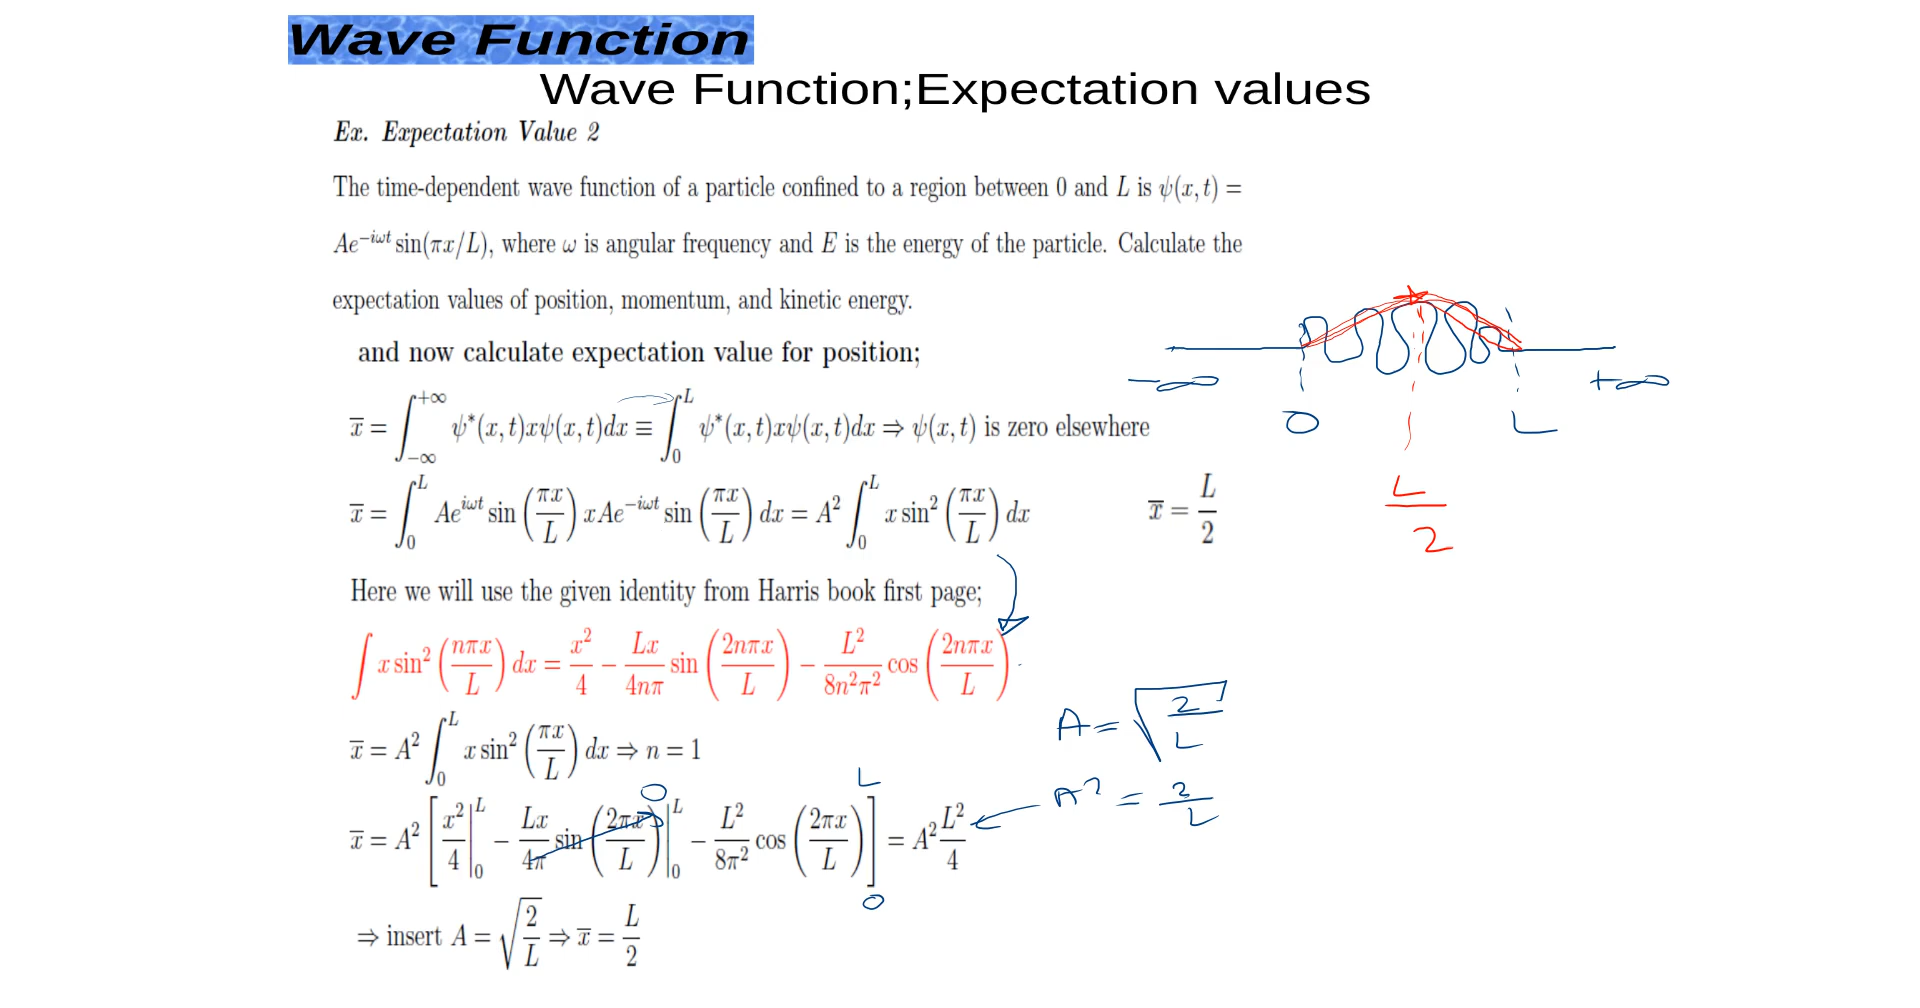 Wave Function
Wave Function;Expectation values
Ex. Expectation Value 2
The time-dependent wave function of a particle confined to a region between 0 and L is ψ(x, t) =
Ae^{−iωt} sin(πx/L), where ω is angular frequency and E is the energy of the particle. Calculate the
expectation values of position, momentum, and kinetic energy.
and now calculate expectation value for position;
−∞ 0 L +∞
L/2
x̅ = ∫_{−∞}^{+∞} ψ*(x, t)xψ(x, t)dx ≡ ∫_0^L ψ*(x, t)xψ(x, t)dx ⇒ ψ(x, t) is zero elsewhere
x̅ = ∫_0^L Ae^{iωt} sin(πx/L) xAe^{−iωt} sin(πx/L) dx = A² ∫_0^L x sin²(πx/L) dx x̅ = L/2
Here we will use the given identity from Harris book first page;
∫ x sin²(nπx/L) dx = x²/4 − Lx/4nπ sin(2nπx/L) − L²/8n²π² cos(2nπx/L)
A = √(2/L)
x̅ = A² ∫_0^L x sin²(πx/L) dx ⇒ n = 1
A² = 2/L
0 L
x̅ = A² [x²/4 |_0^L − Lx/4π sin(2πx/L) |_0^L − L²/8π² cos(2πx/L)] = A² L²/4
0
⇒ insert A = √(2/L) ⇒ x̅ = L/2